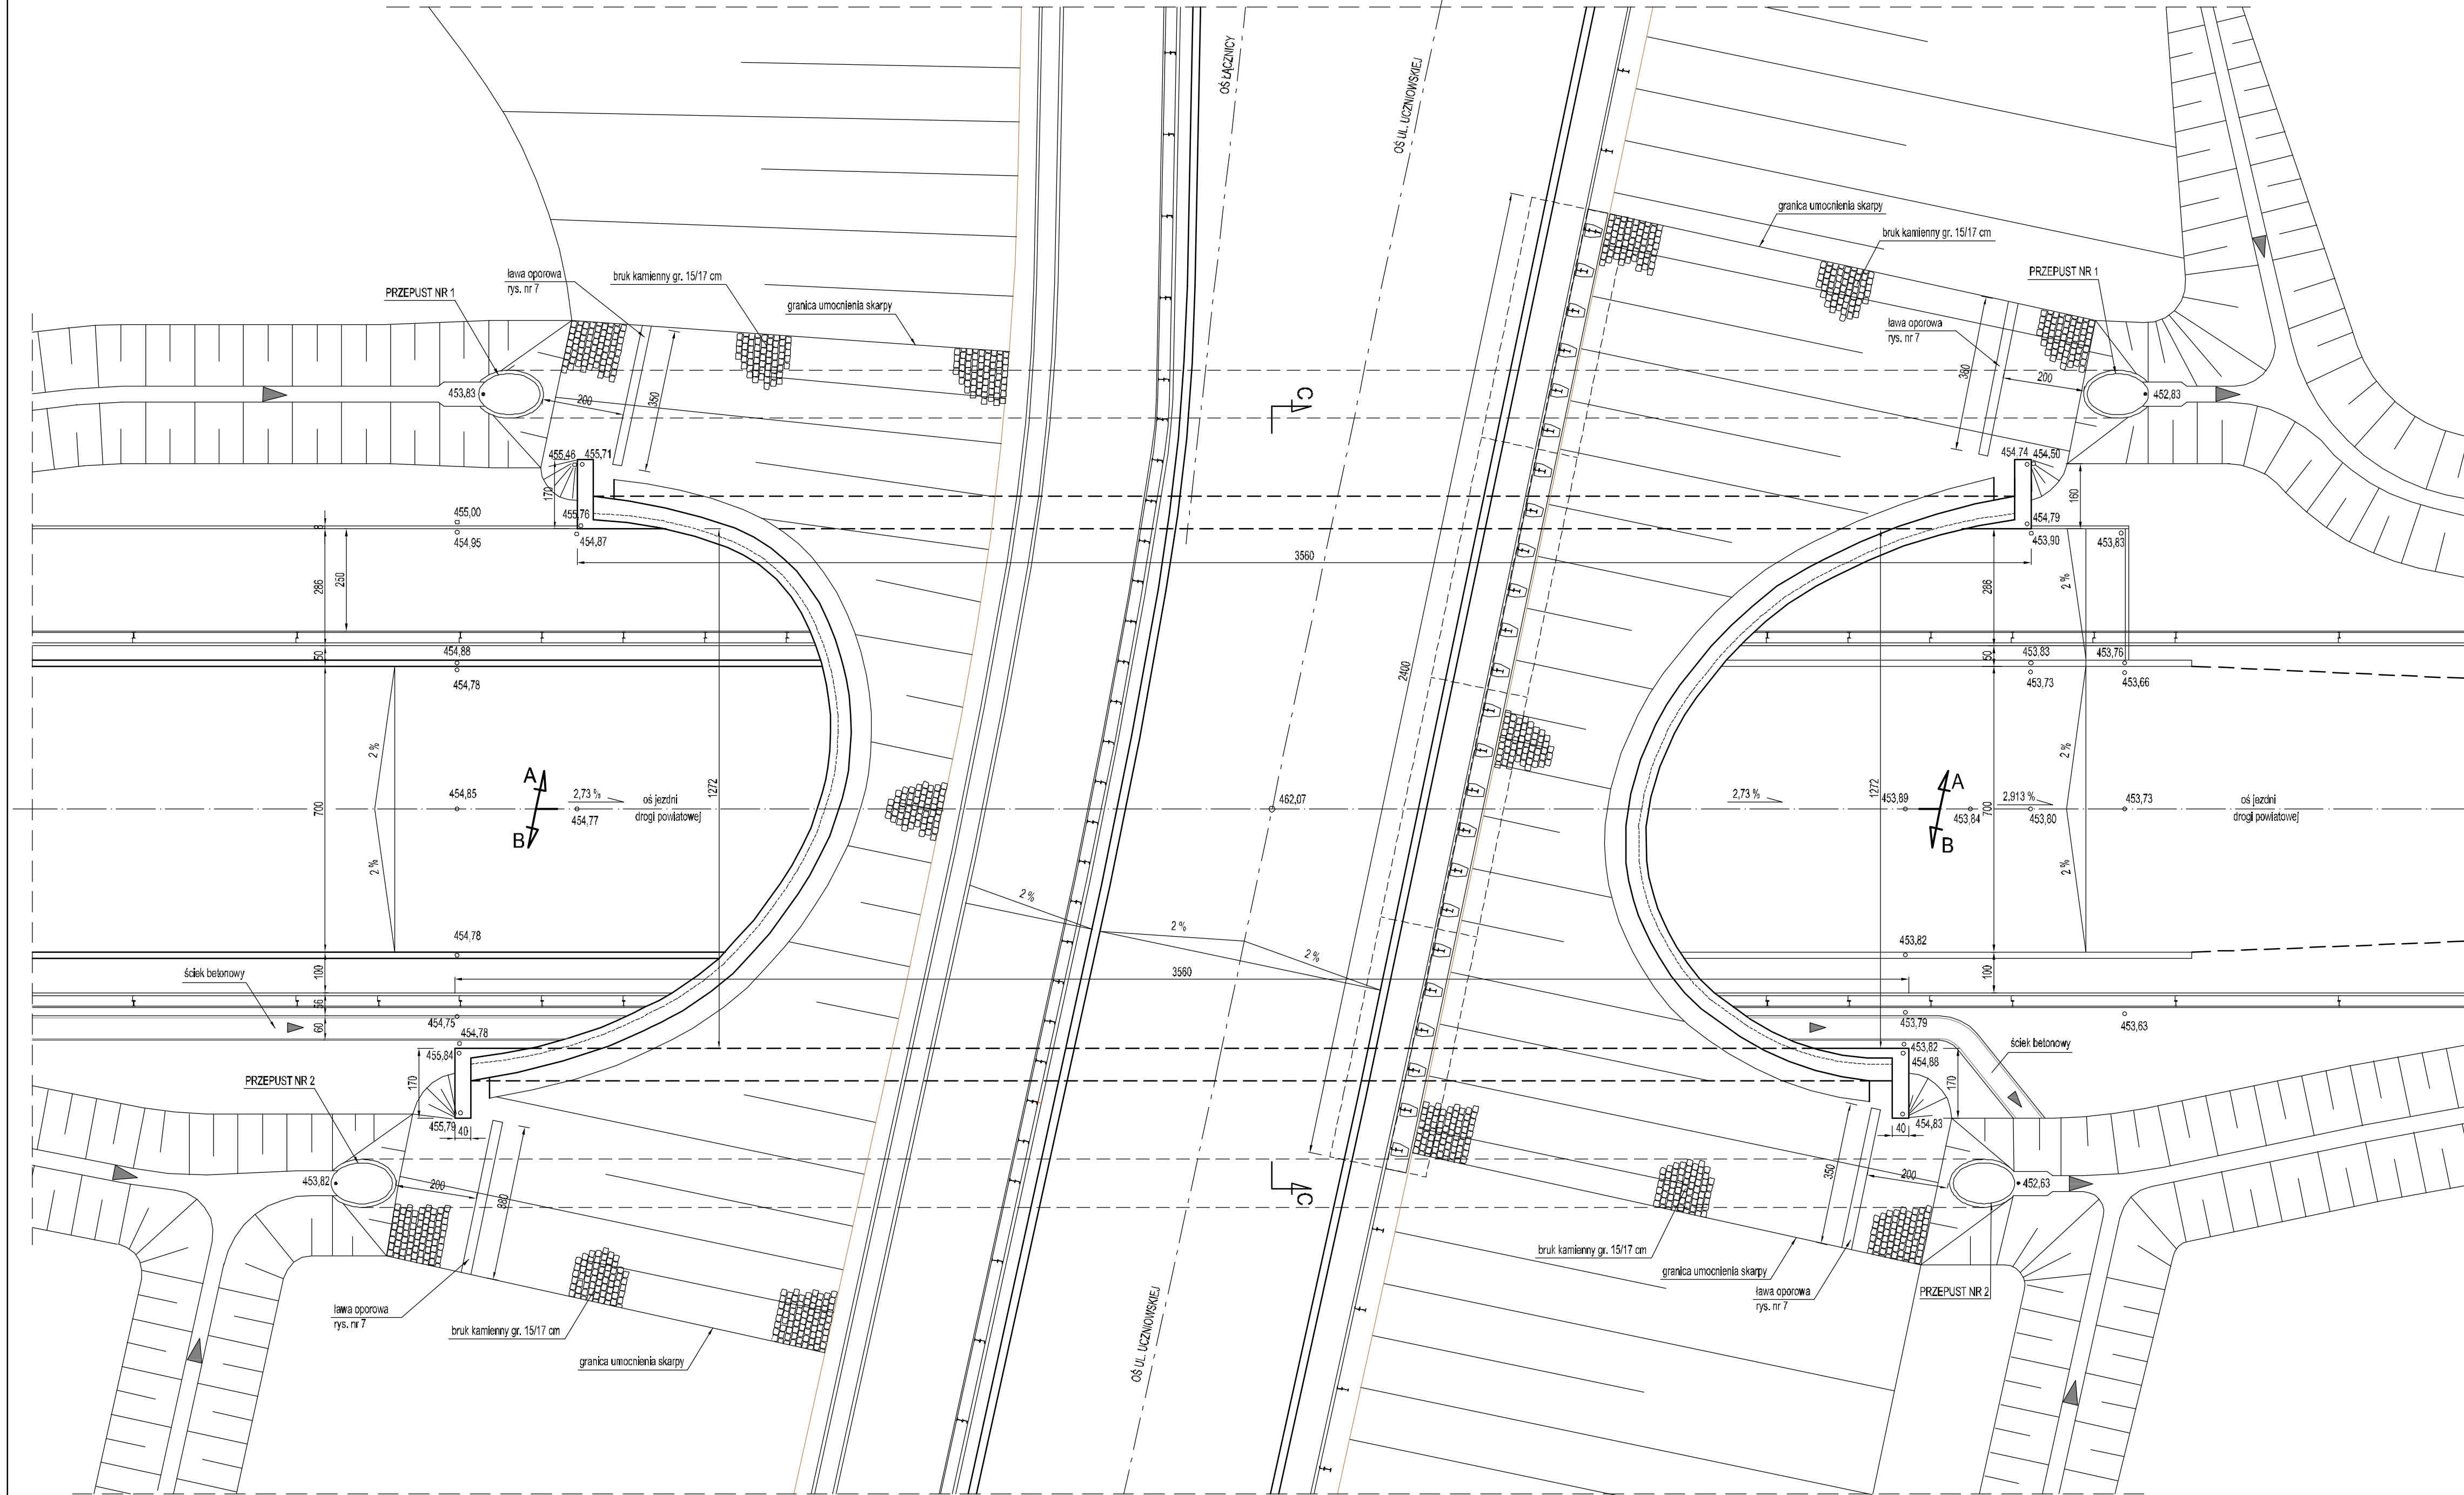 OŚ ŁĄCZNICY
OŚ UL. UCZNIOWSKIEJ
granica umocnienia skarpy
bruk kamienny gr. 15/17 cm
PRZEPUST NR 1
ława oporowa
rys. nr 7
360
200
452,83
PRZEPUST NR 1
ława oporowa
rys. nr 7
bruk kamienny gr. 15/17 cm
granica umocnienia skarpy
453,83
200
350
C
455,46
455,71
170
455,76
455,00
454,95
454,87
454,74
454,50
160
454,79
453,90
453,83
3560
286
250
286
2 %
50
454,88
454,78
50
453,83
453,76
453,73
453,66
2400
2 %
700
2 %
1272
A
B
454,85
2,73 %
454,77
oś jezdni
drogi powiatowej
462,07
2,73 %
1272
453,89
A
B
453,84
2,913 %
453,80
700
2 %
2 %
453,73
oś jezdni
drogi powiatowej
2 %
2 %
2 %
454,78
453,82
ściek betonowy
100
56
60
3560
100
454,75
454,78
455,84
453,79
453,63
453,82
454,88
ściek betonowy
170
455,79
40
170
454,83
40
PRZEPUST NR 2
453,82
200
350
200
452,63
C
ława oporowa
rys. nr 7
bruk kamienny gr. 15/17 cm
granica umocnienia skarpy
OŚ UL. UCZNIOWSKIEJ
bruk kamienny gr. 15/17 cm
granica umocnienia skarpy
ława oporowa
rys. nr 7
PRZEPUST NR 2